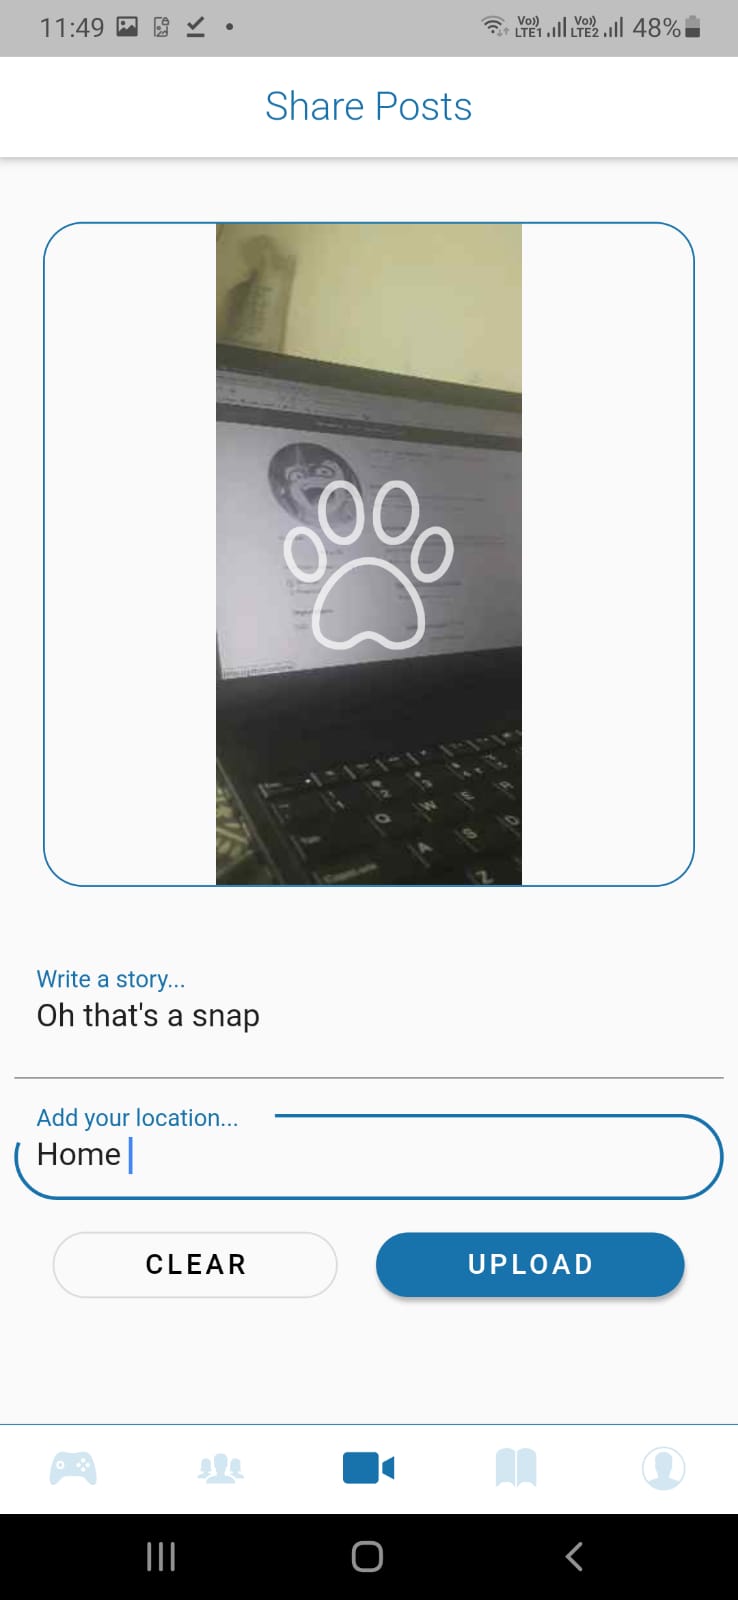 11:49 Vo)) LTE1 Vo)) LTE2 48%
Share Posts
Q W
A S D
Z
Write a story...
Oh that's a snap
Add your location...
Home
CLEAR UPLOAD